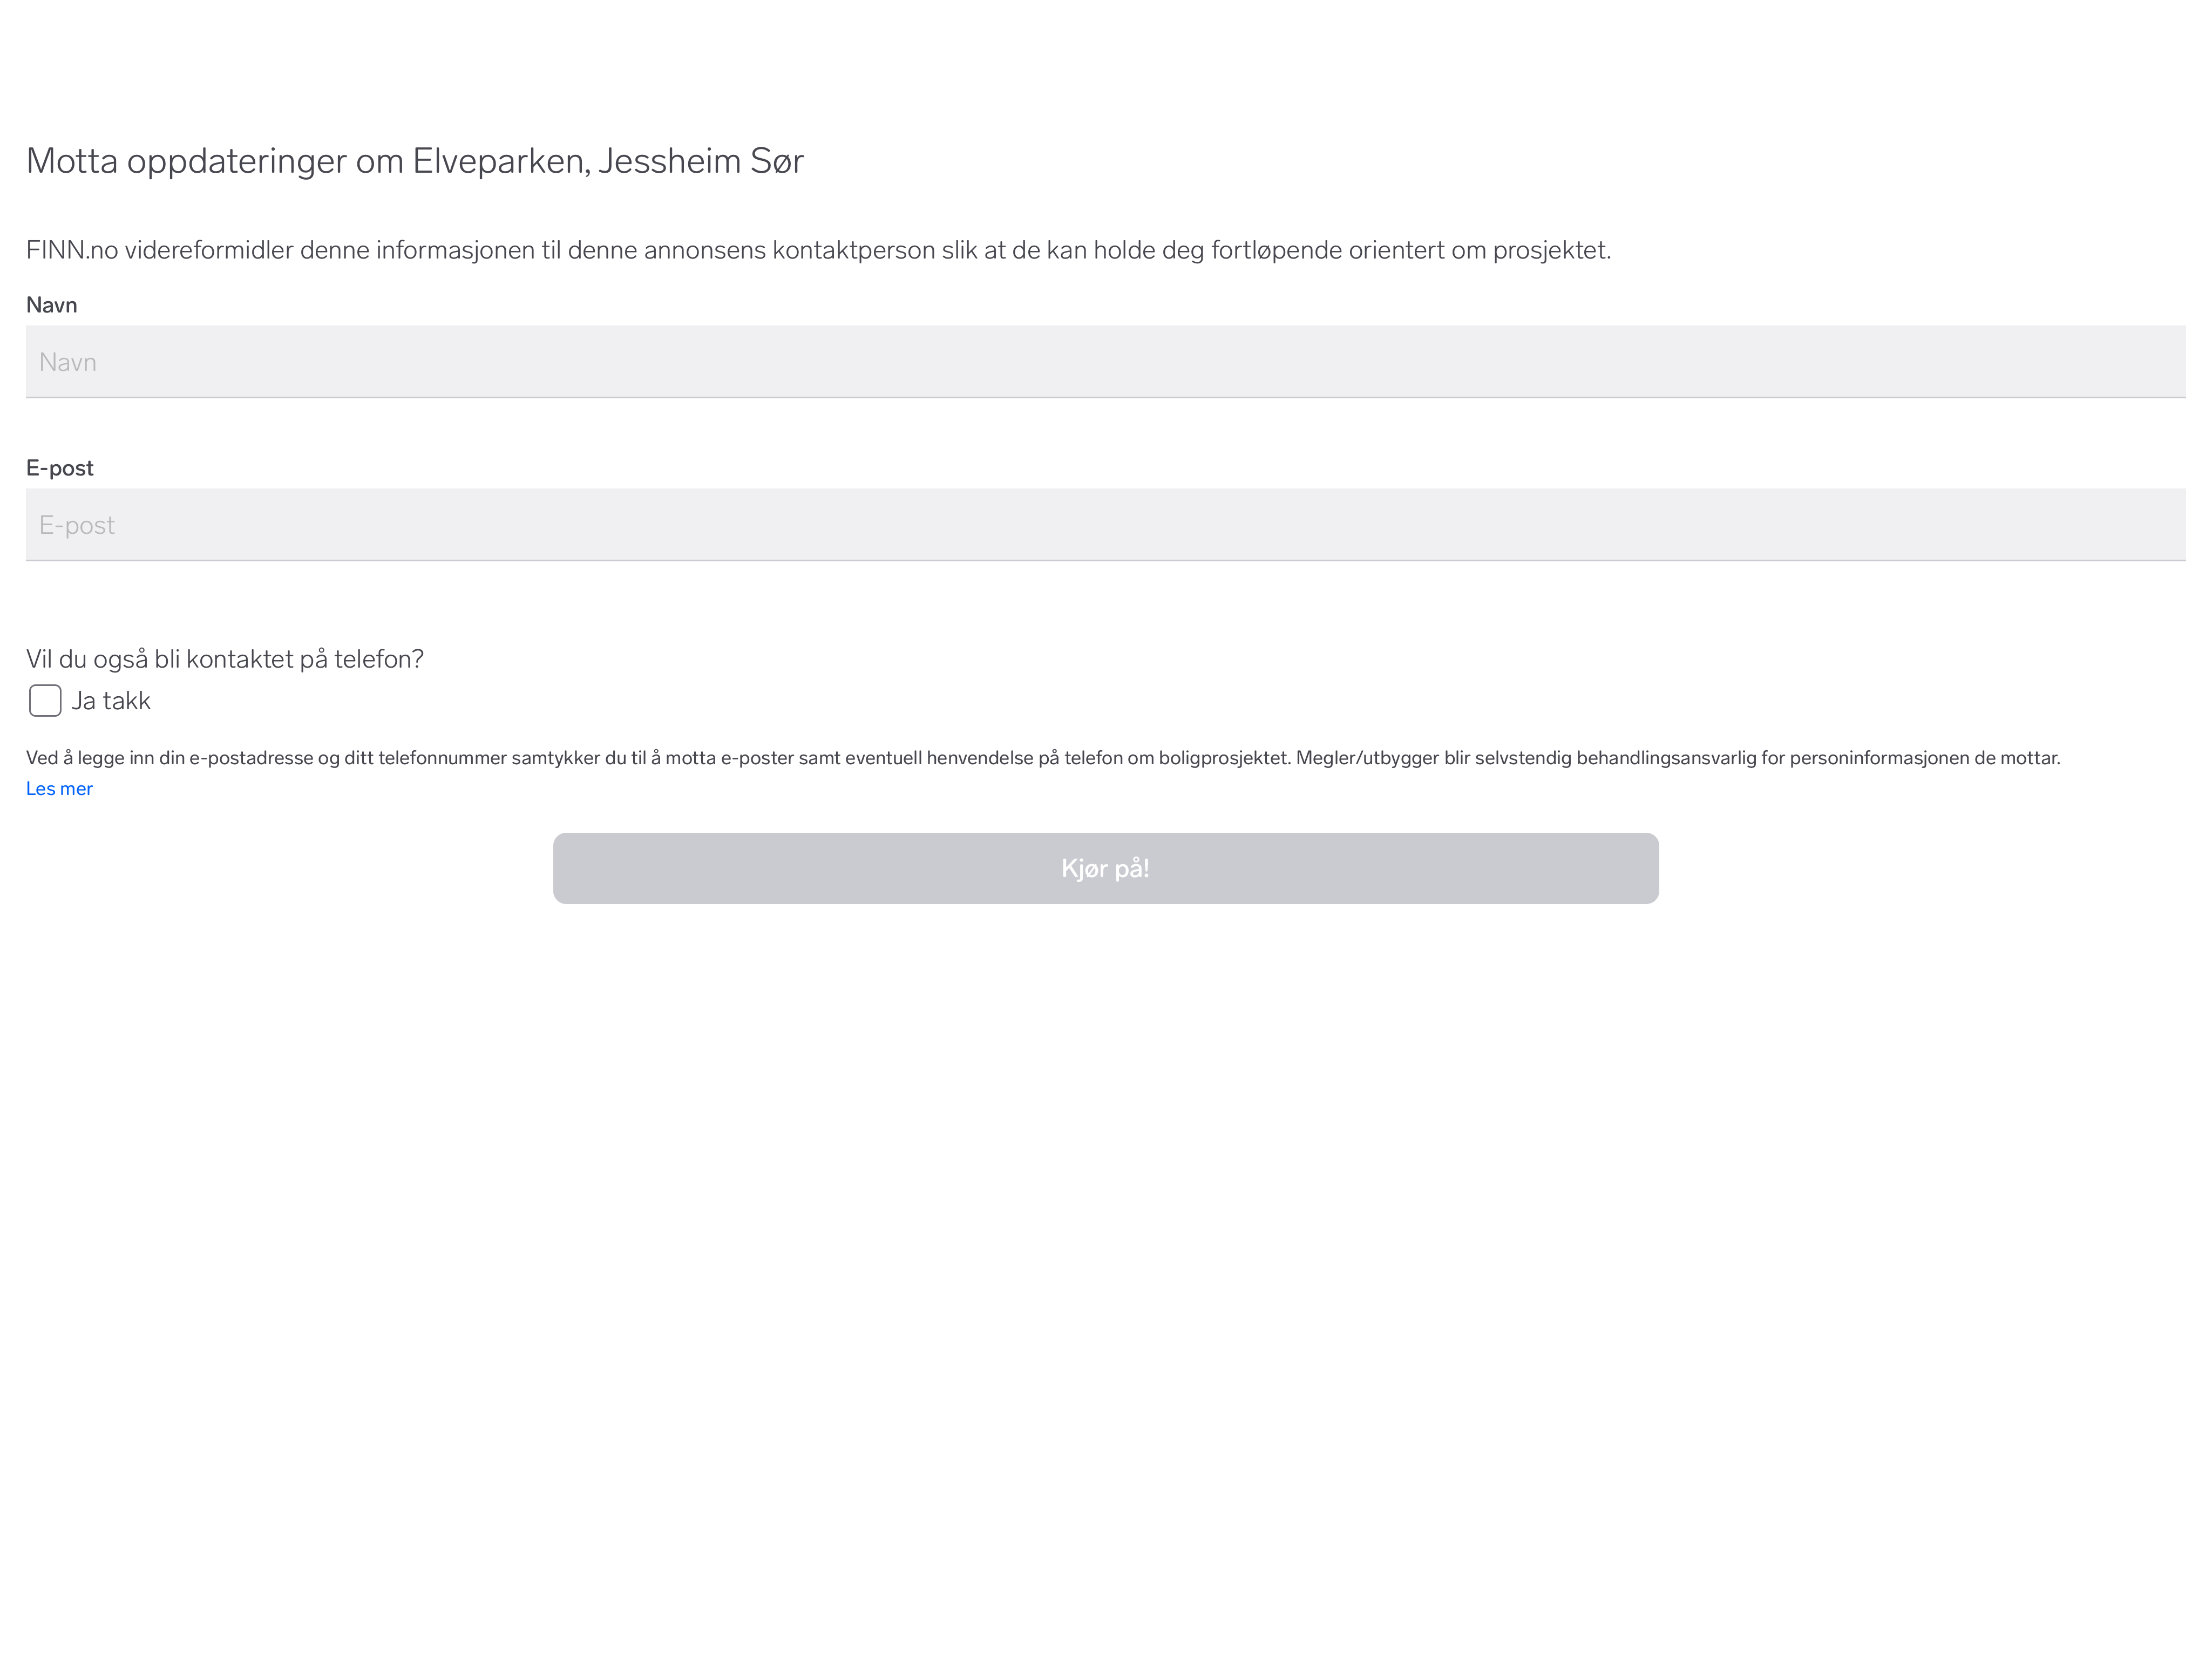 Motta oppdateringer om Elveparken, Jessheim Sør
FINN.no videreformidler denne informasjonen til denne annonsens kontaktperson slik at de kan holde deg fortløpende orientert om prosjektet.
Navn
Navn
E-post
E-post
Vil du også bli kontaktet på telefon?
Ja takk
Ved å legge inn din e-postadresse og ditt telefonnummer samtykker du til å motta e-poster samt eventuell henvendelse på telefon om boligprosjektet. Megler/utbygger blir selvstendig behandlingsansvarlig for personinformasjonen de mottar.
Les mer
Kjør på!